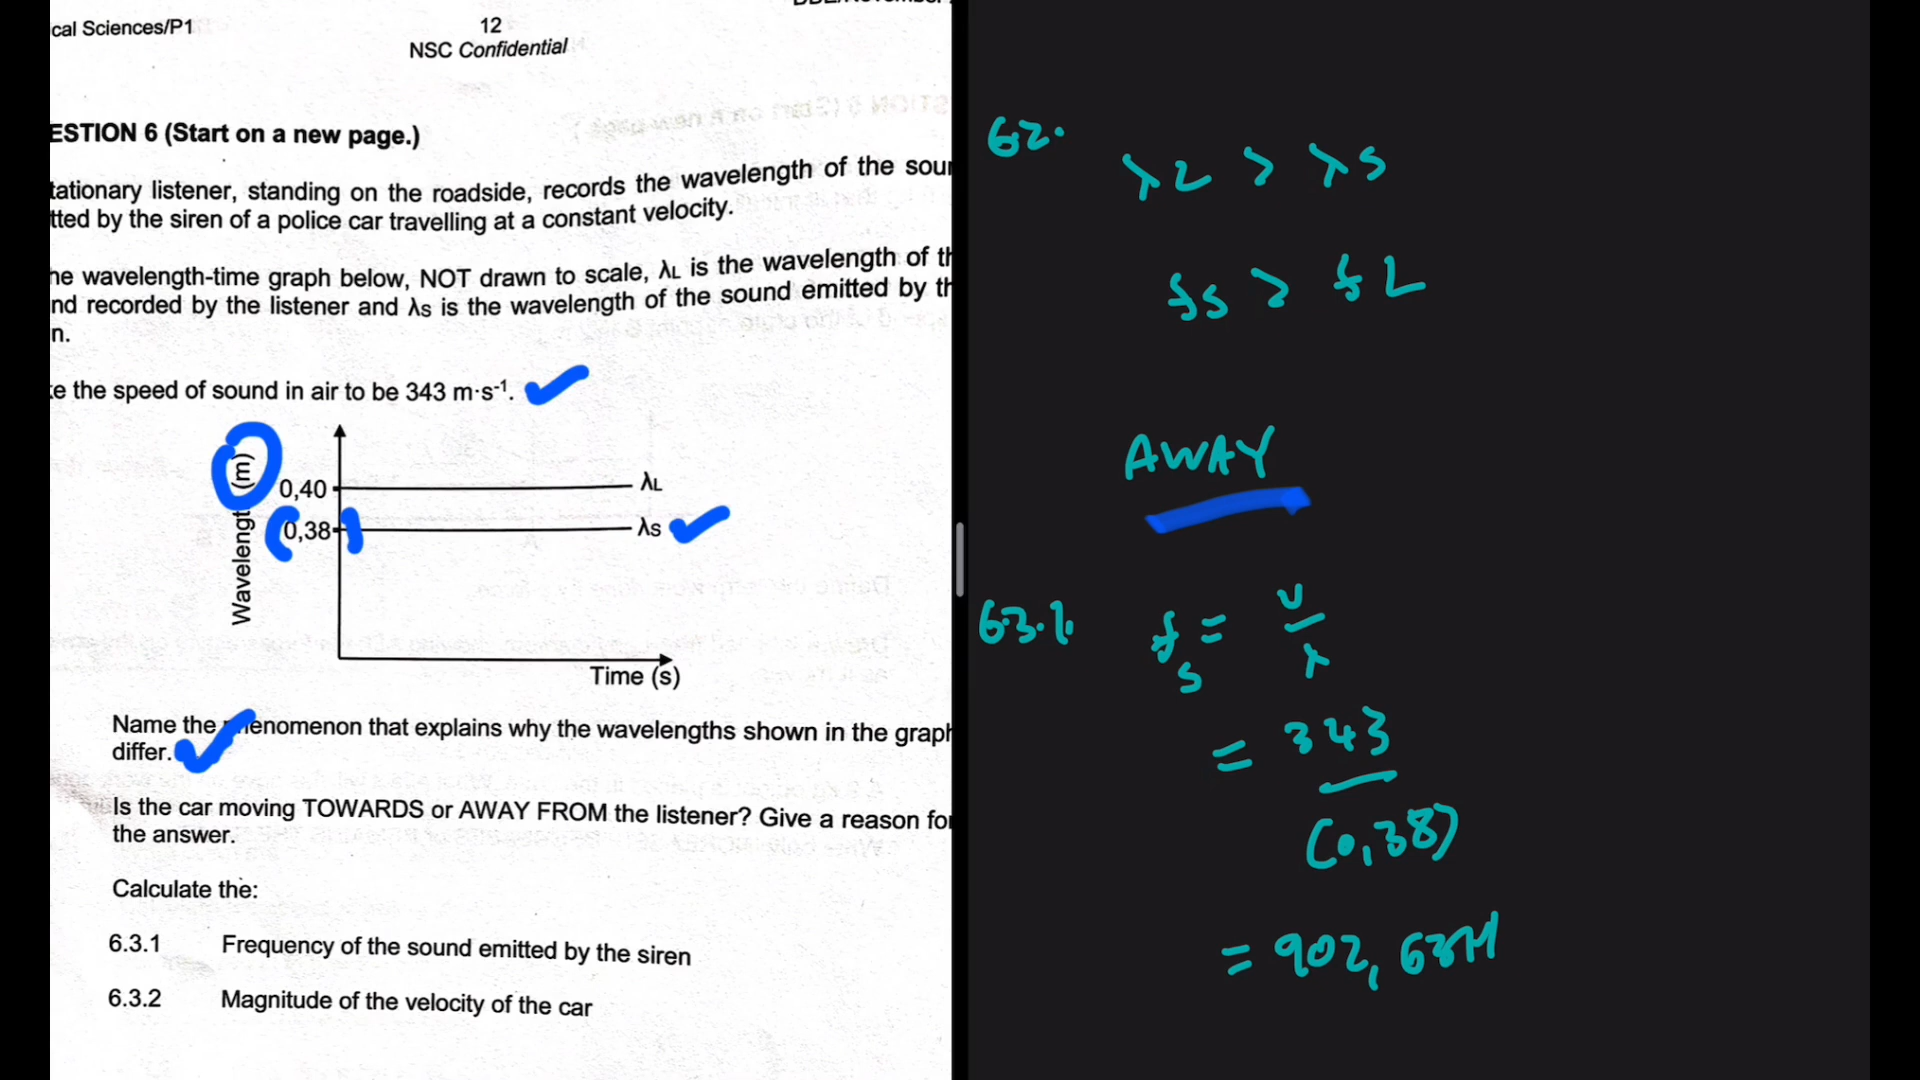 cal Sciences/P1
12
NSC Confidential
ESTION 6 (Start on a new page.)
tationary listener, standing on the roadside, records the wavelength of the sour
tted by the siren of a police car travelling at a constant velocity.
he wavelength-time graph below, NOT drawn to scale, λL is the wavelength of th
nd recorded by the listener and λs is the wavelength of the sound emitted by th
n.
e the speed of sound in air to be 343 m·s⁻¹.
Wavelengt (m)
0,40
λL
0,38
λs
Time (s)
Name the henomenon that explains why the wavelengths shown in the graph
differ.
Is the car moving TOWARDS or AWAY FROM the listener? Give a reason for
the answer.
Calculate the:
6.3.1 Frequency of the sound emitted by the siren
6.3.2 Magnitude of the velocity of the car
6.2.
λL > λs
fs > fL
AWAY
6.3.1. fs = v/λ
= 343
(0,38)
= 902,63H